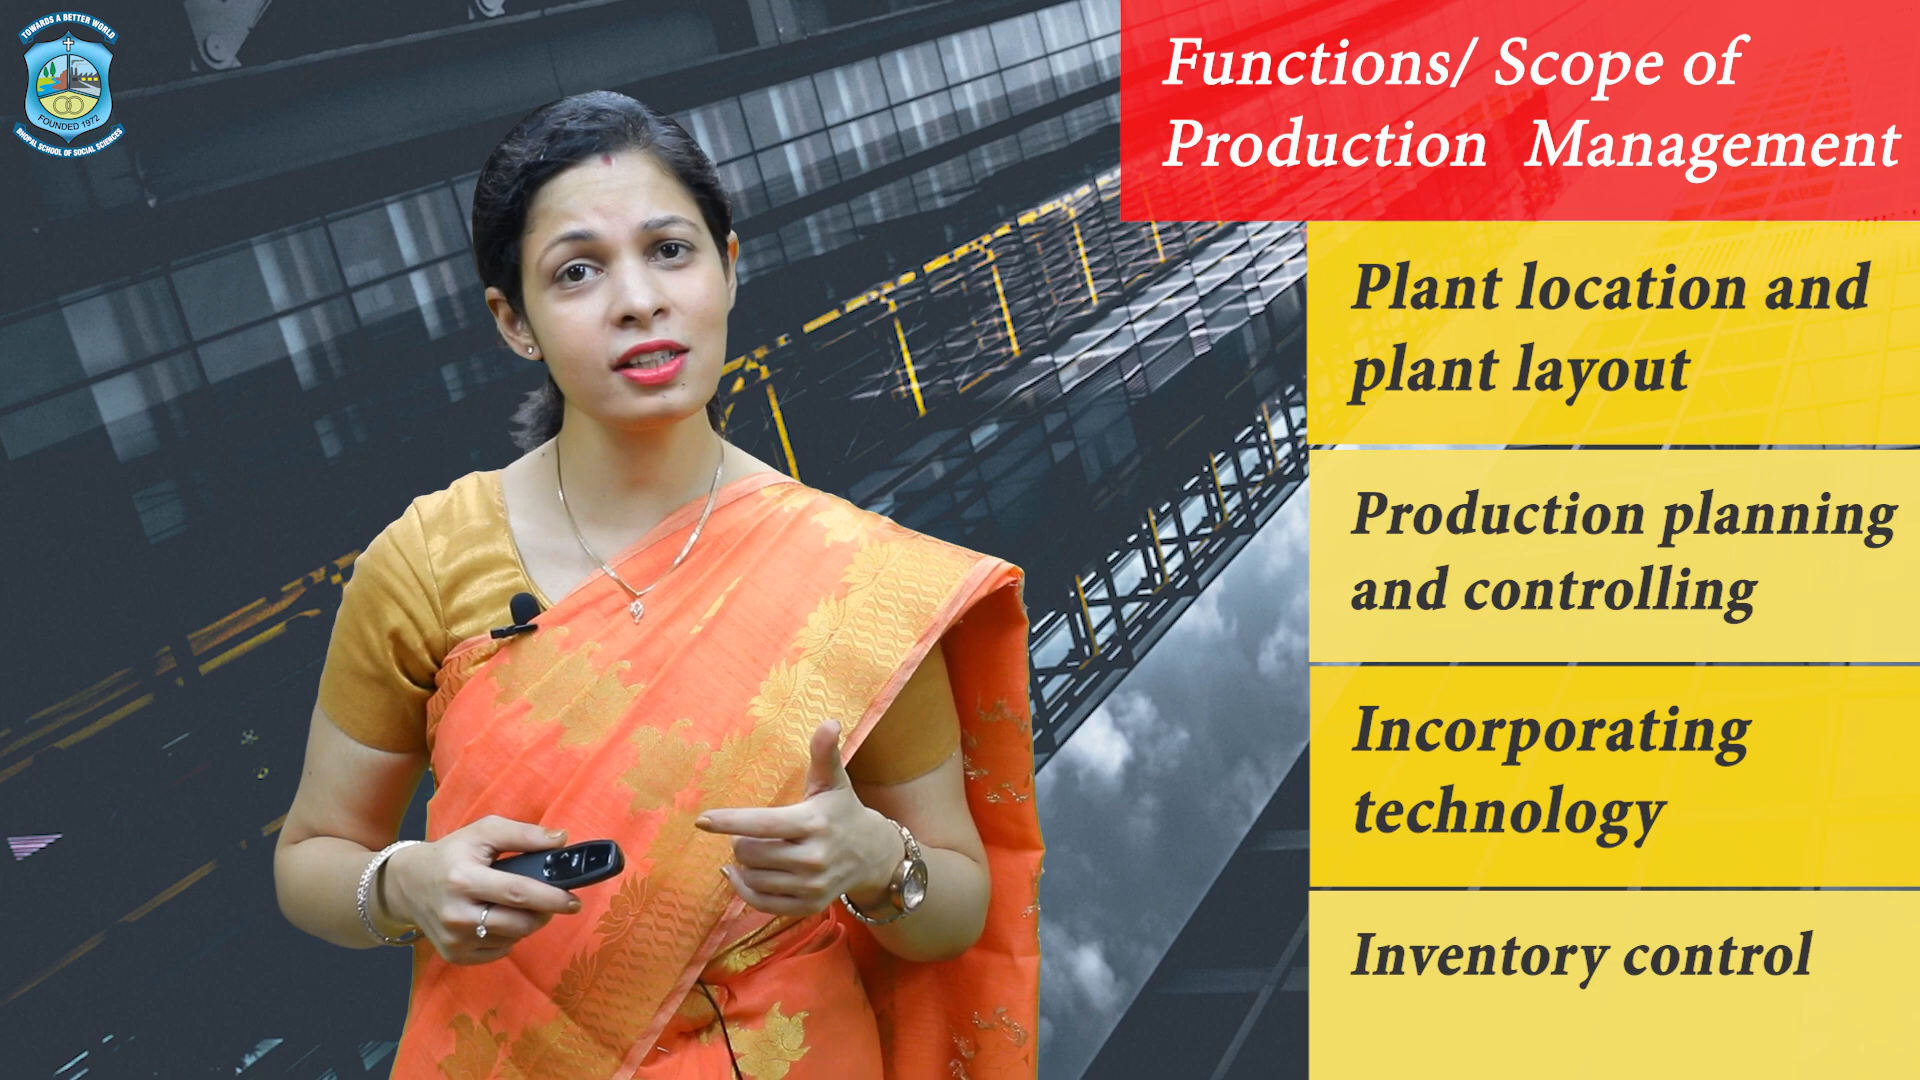 TOWARDS A BETTER WORLD
FOUNDED 1972
BHOPAL SCHOOL OF SOCIAL SCIENCES
Functions/ Scope of
Production Management
Plant location and
plant layout
Production planning
and controlling
Incorporating
technology
Inventory control